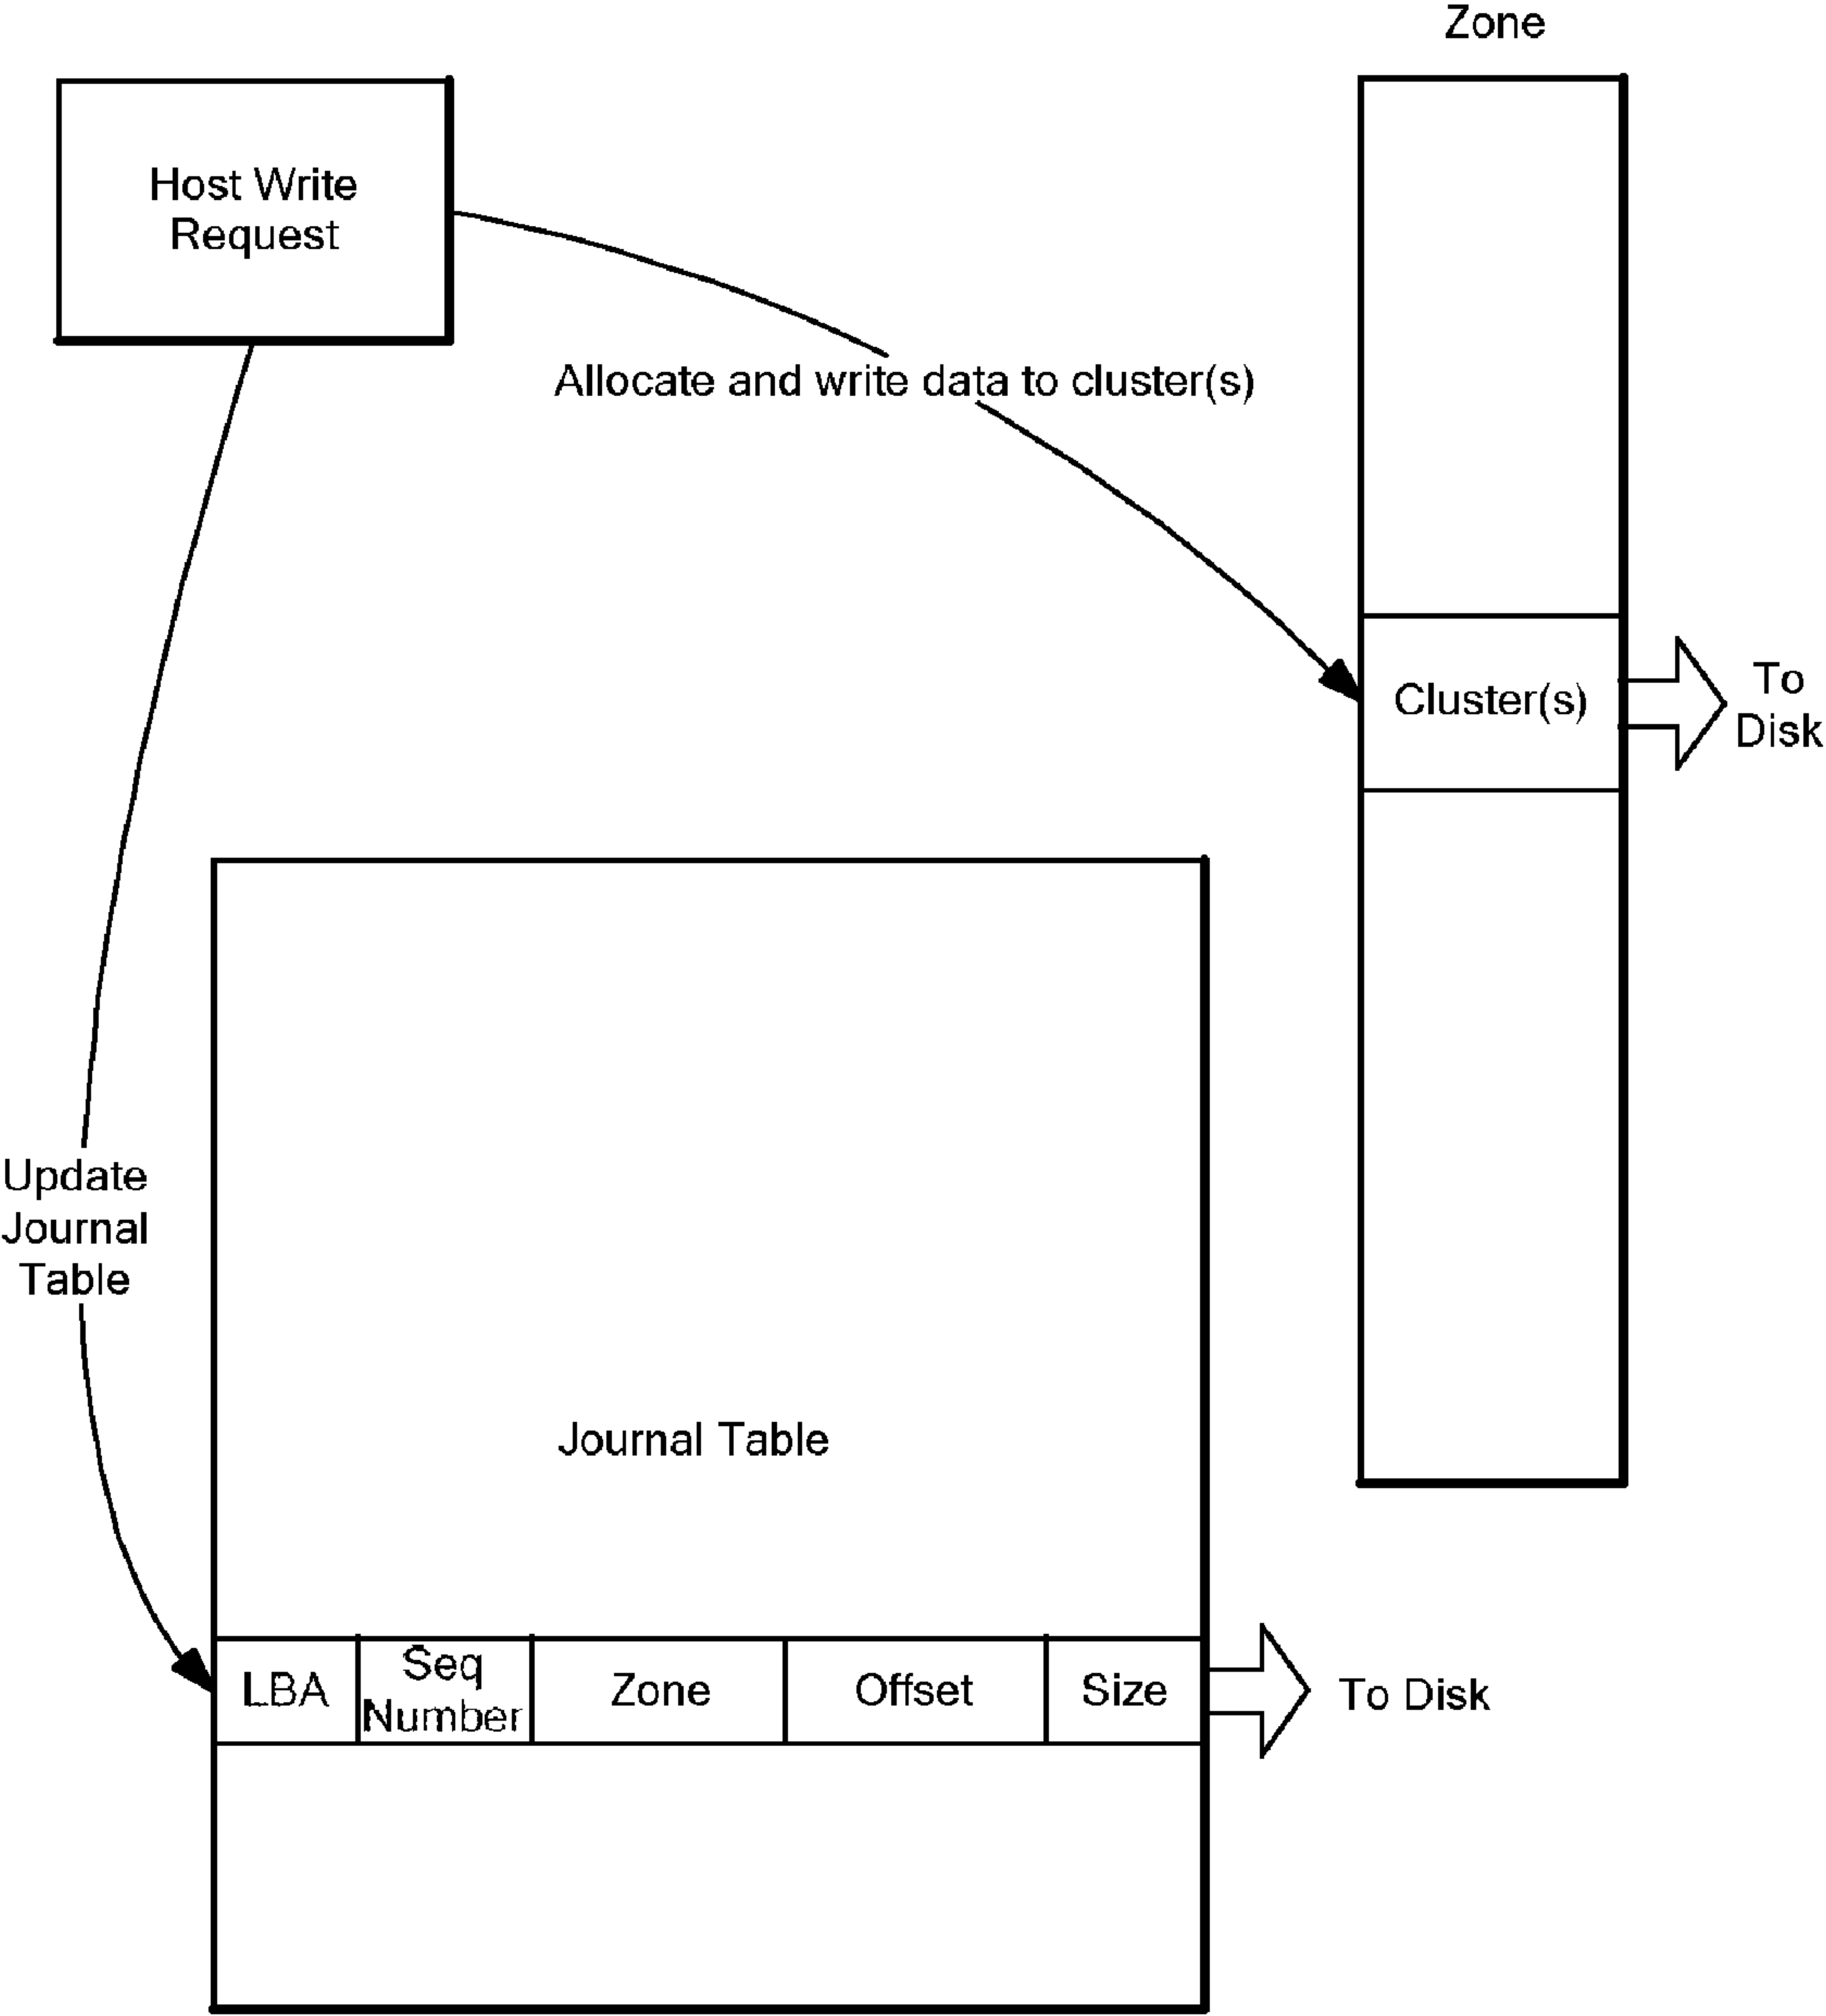 Zone
Host Write
Request
Allocate and write data to cluster(s)
Cluster(s)
To
Disk
Update
Journal
Table
Journal Table
LBA
Seq
Number
Zone
Offset
Size
To Disk